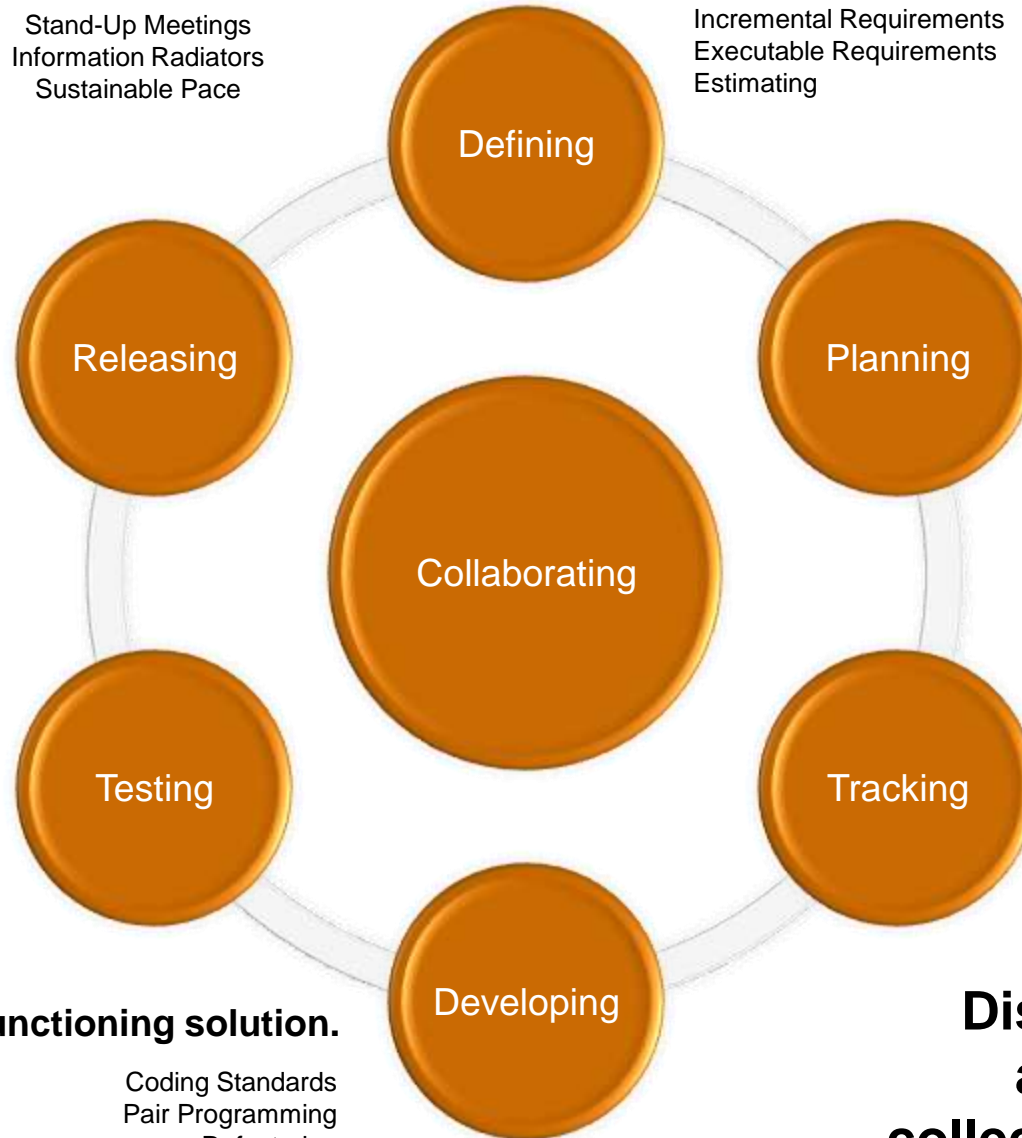 Stand-Up Meetings
Information Radiators
Sustainable Pace
Incremental Requirements
Executable Requirements
Estimating
Defining
Releasing
Planning
Collaborating
Testing
Tracking
Developing
solution.
Coding Standards
Pair Programming